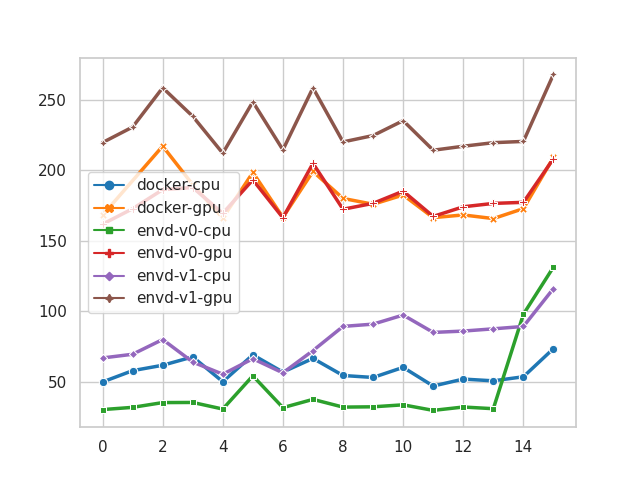 250
200
150
100
50
docker-cpu
docker-gpu
envd-v0-cpu
envd-v0-gpu
envd-v1-cpu
envd-v1-gpu
0 2 4 6 8 10 12 14